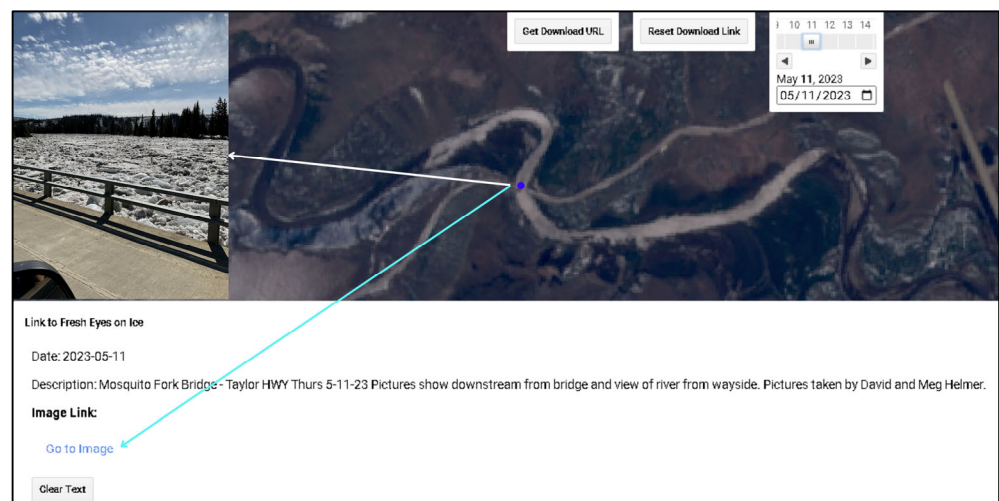 Get Download URL
Reset Download Link
9 10 11 12 13 14
May 11, 2023
05/11/2023
Link to Fresh Eyes on Ice
Date: 2023-05-11
Description: Mosquito Fork Bridge - Taylor HWY Thurs 5-11-23 Pictures show downstream from bridge and view of river from wayside. Pictures taken by David and Meg Helmer.
Image Link:
Go to Image
Clear Text